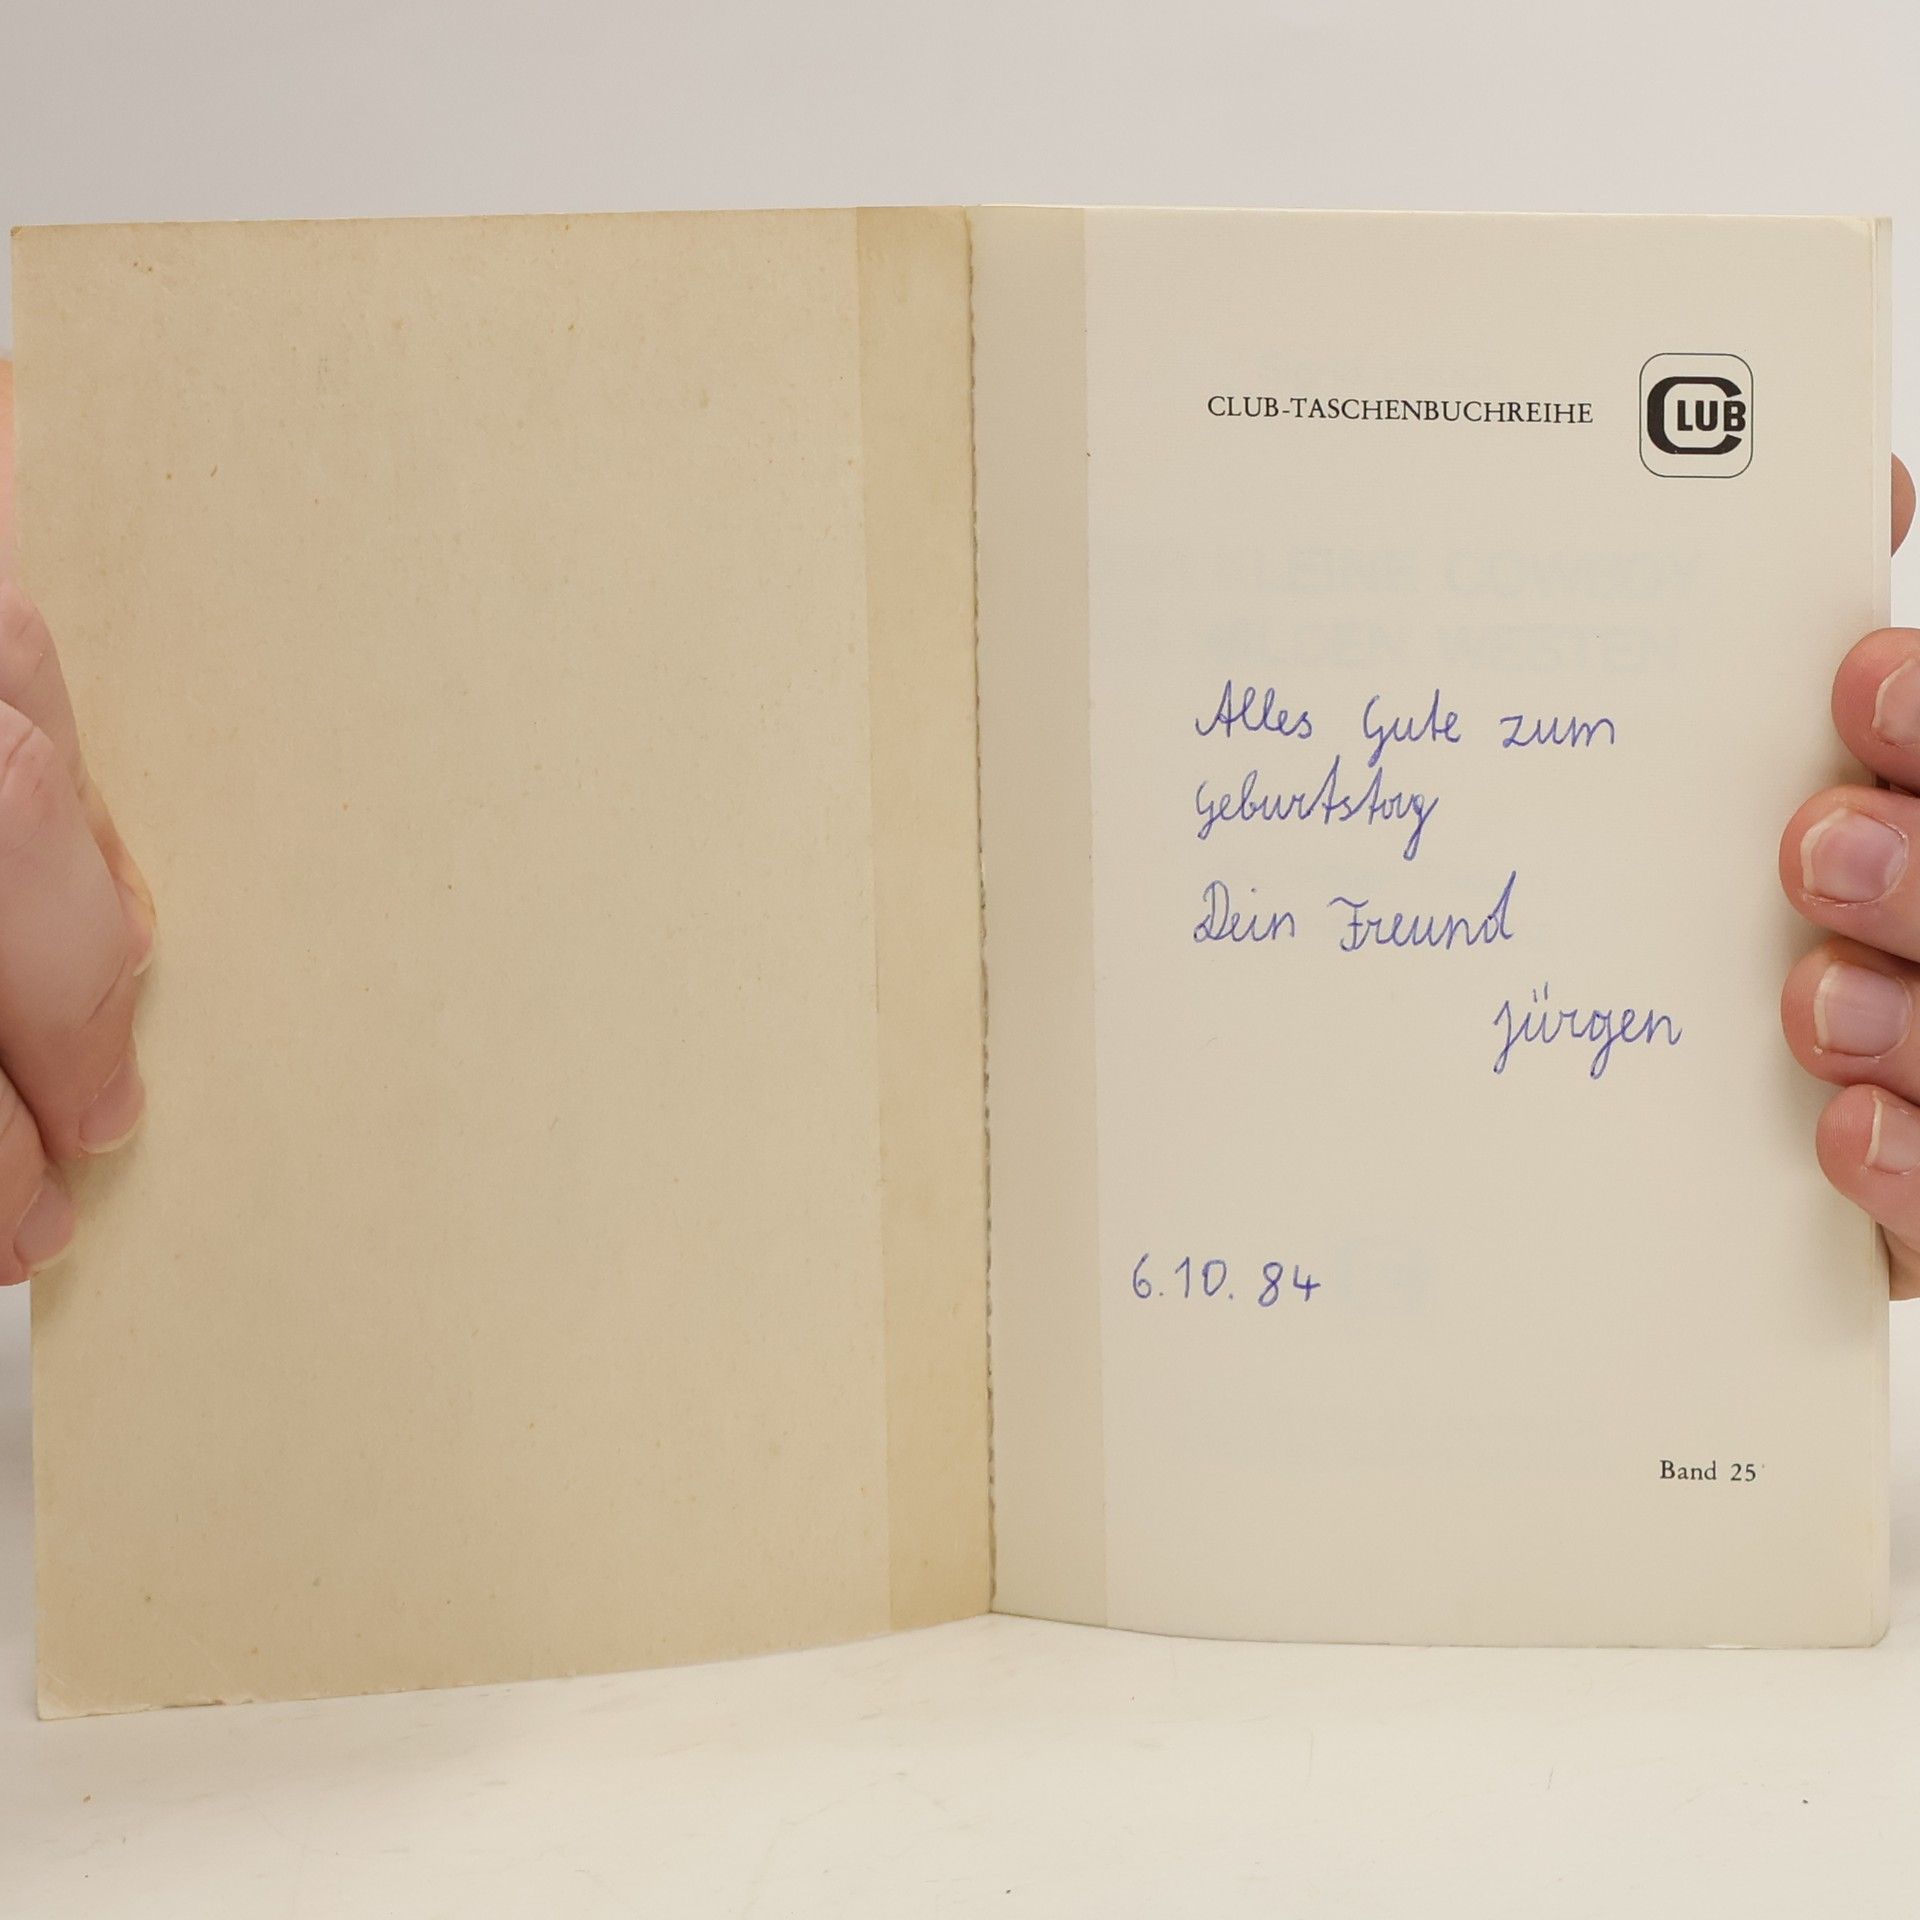 CLUB-TASCHENBUCHREIHE
CLUB
Alles Gute zum
Geburtstag
Dein Freund
Jürgen
6.10.84
Band 25